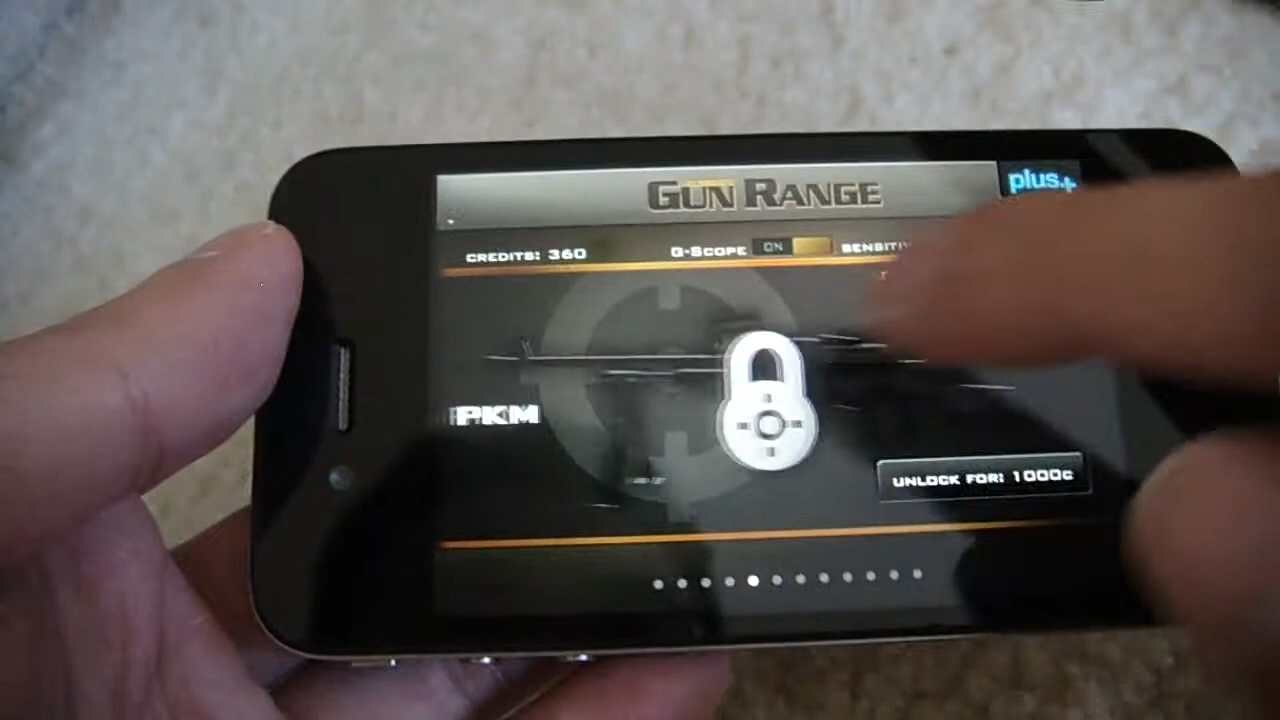 GUN RANGE
plus+
CREDITS: 360
G-SCOPE ON
PKM
UNLOCK FOR: 1000c